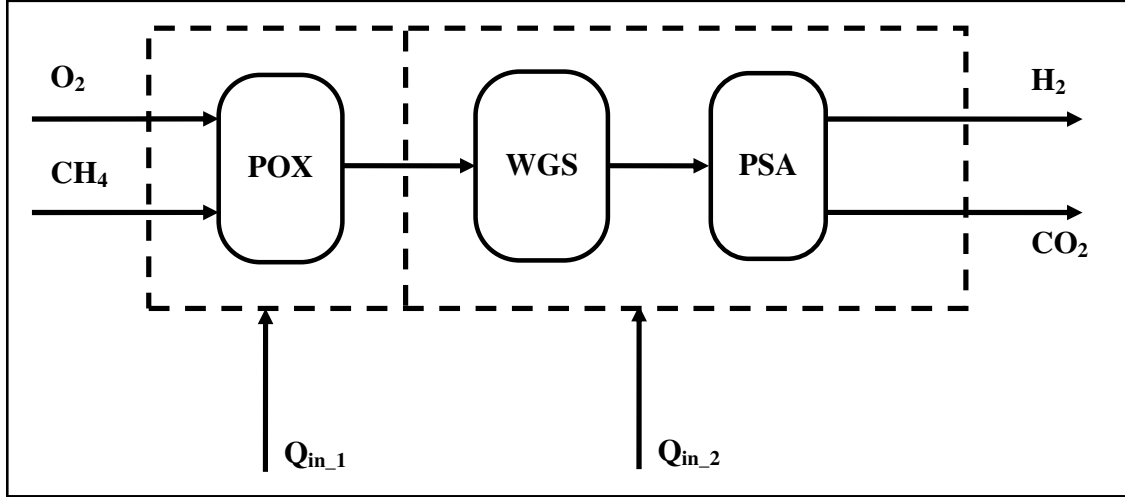 O₂
H₂
CH₄
POX
WGS
PSA
CO₂
Qin_1
Qin_2